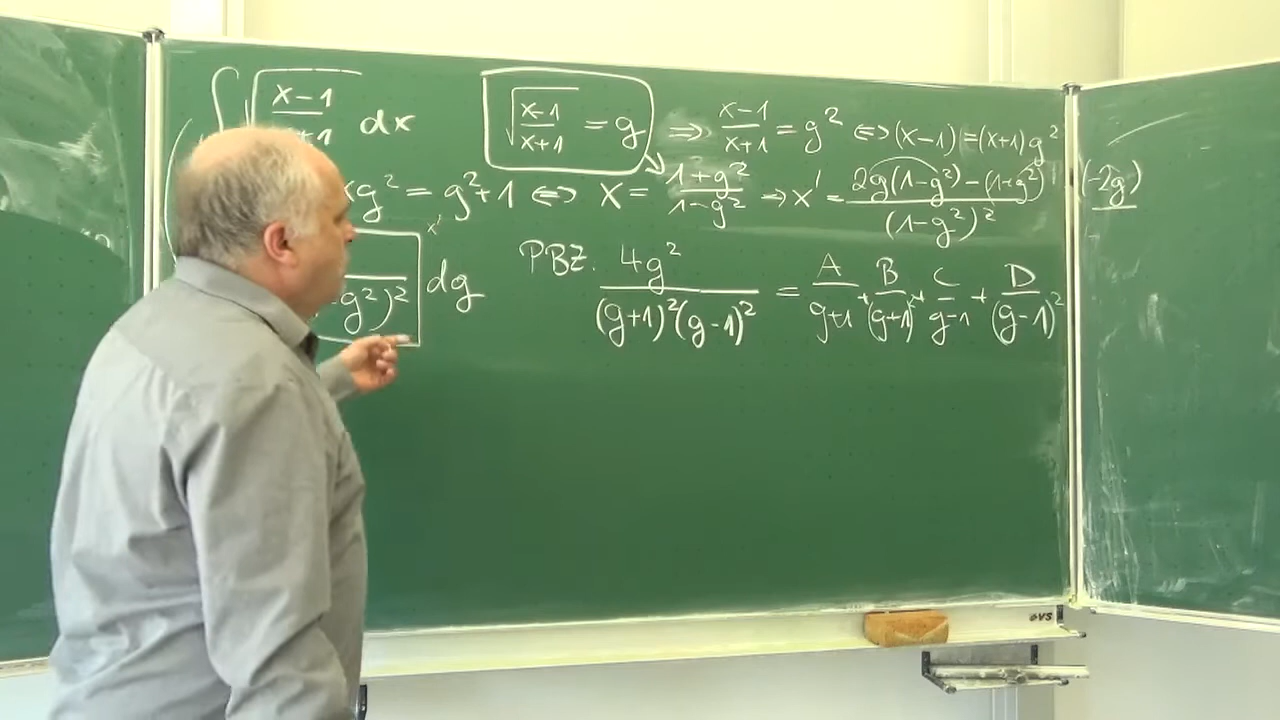 ∫ √(x-1/x+1) dx √(x-1/x+1) = g ⇒ x-1/x+1 = g² ⇔ (x-1) = (x+1)g²
xg² = g²+1 ⇔ x = 1+g²/1-g² → x' = 2g(1-g²)-(1+g²)(-2g)/(1-g²)²
g²)² x' dg PBZ. 4g²/(g+1)²(g-1)² = A/g+1 + B/(g+1)² + C/g-1 + D/(g-1)²
GVS